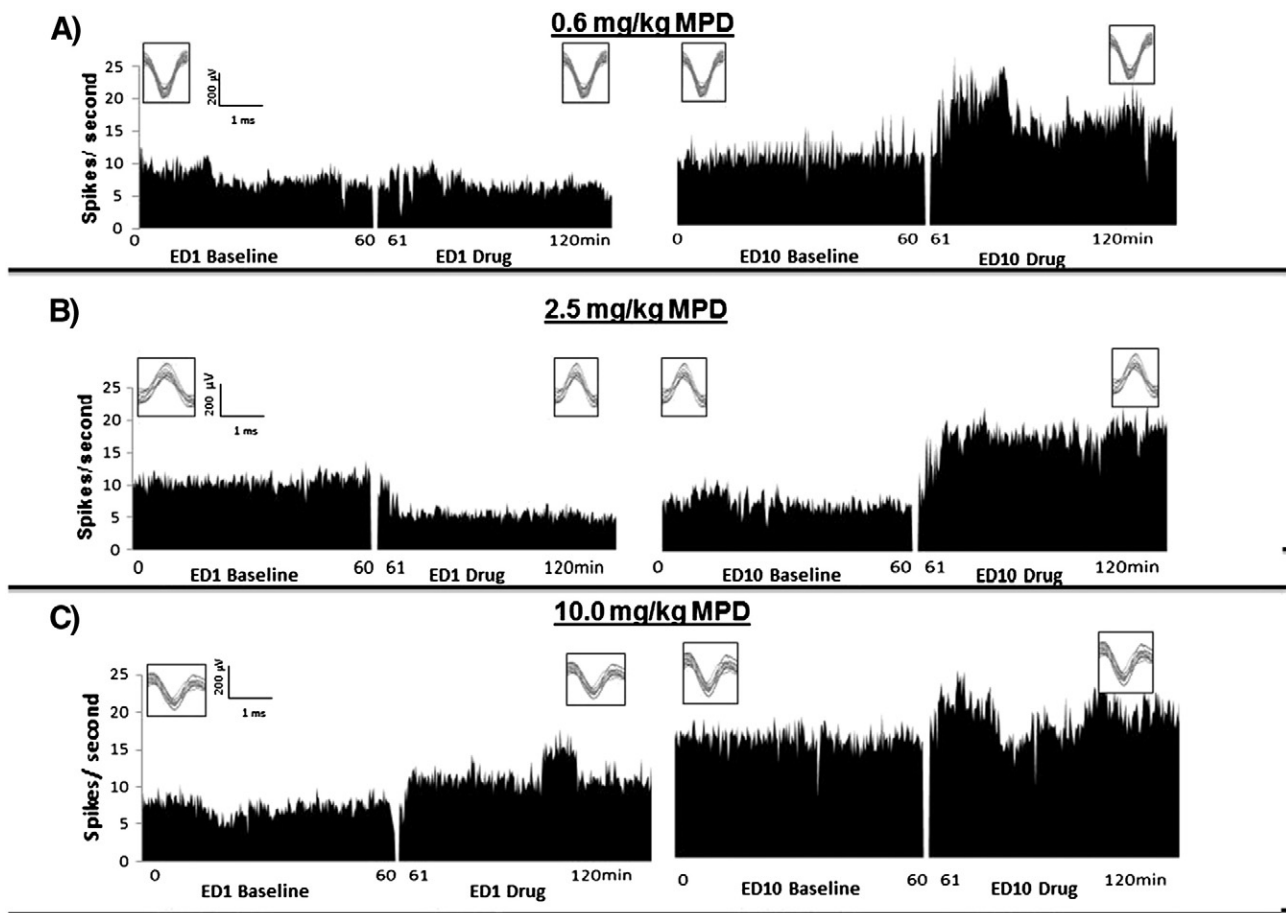 A)
0.6 mg/kg MPD
25
20
15
10
5
0
Spikes/ second
200 µV
1 ms
0 60 61 120min 0 60 61 120min
ED1 Baseline ED1 Drug ED10 Baseline ED10 Drug
B)
2.5 mg/kg MPD
25
20
15
10
5
0
Spikes/second
200 µV
1 ms
0 60 61 120min 0 60 61 120min
ED1 Baseline ED1 Drug ED10 Baseline ED10 Drug
C)
10.0 mg/kg MPD
25
20
15
10
5
0
Spikes/ second
200 µV
1 ms
0 60 61 120min 0 60 61 120min
ED1 Baseline ED1 Drug ED10 Baseline ED10 Drug